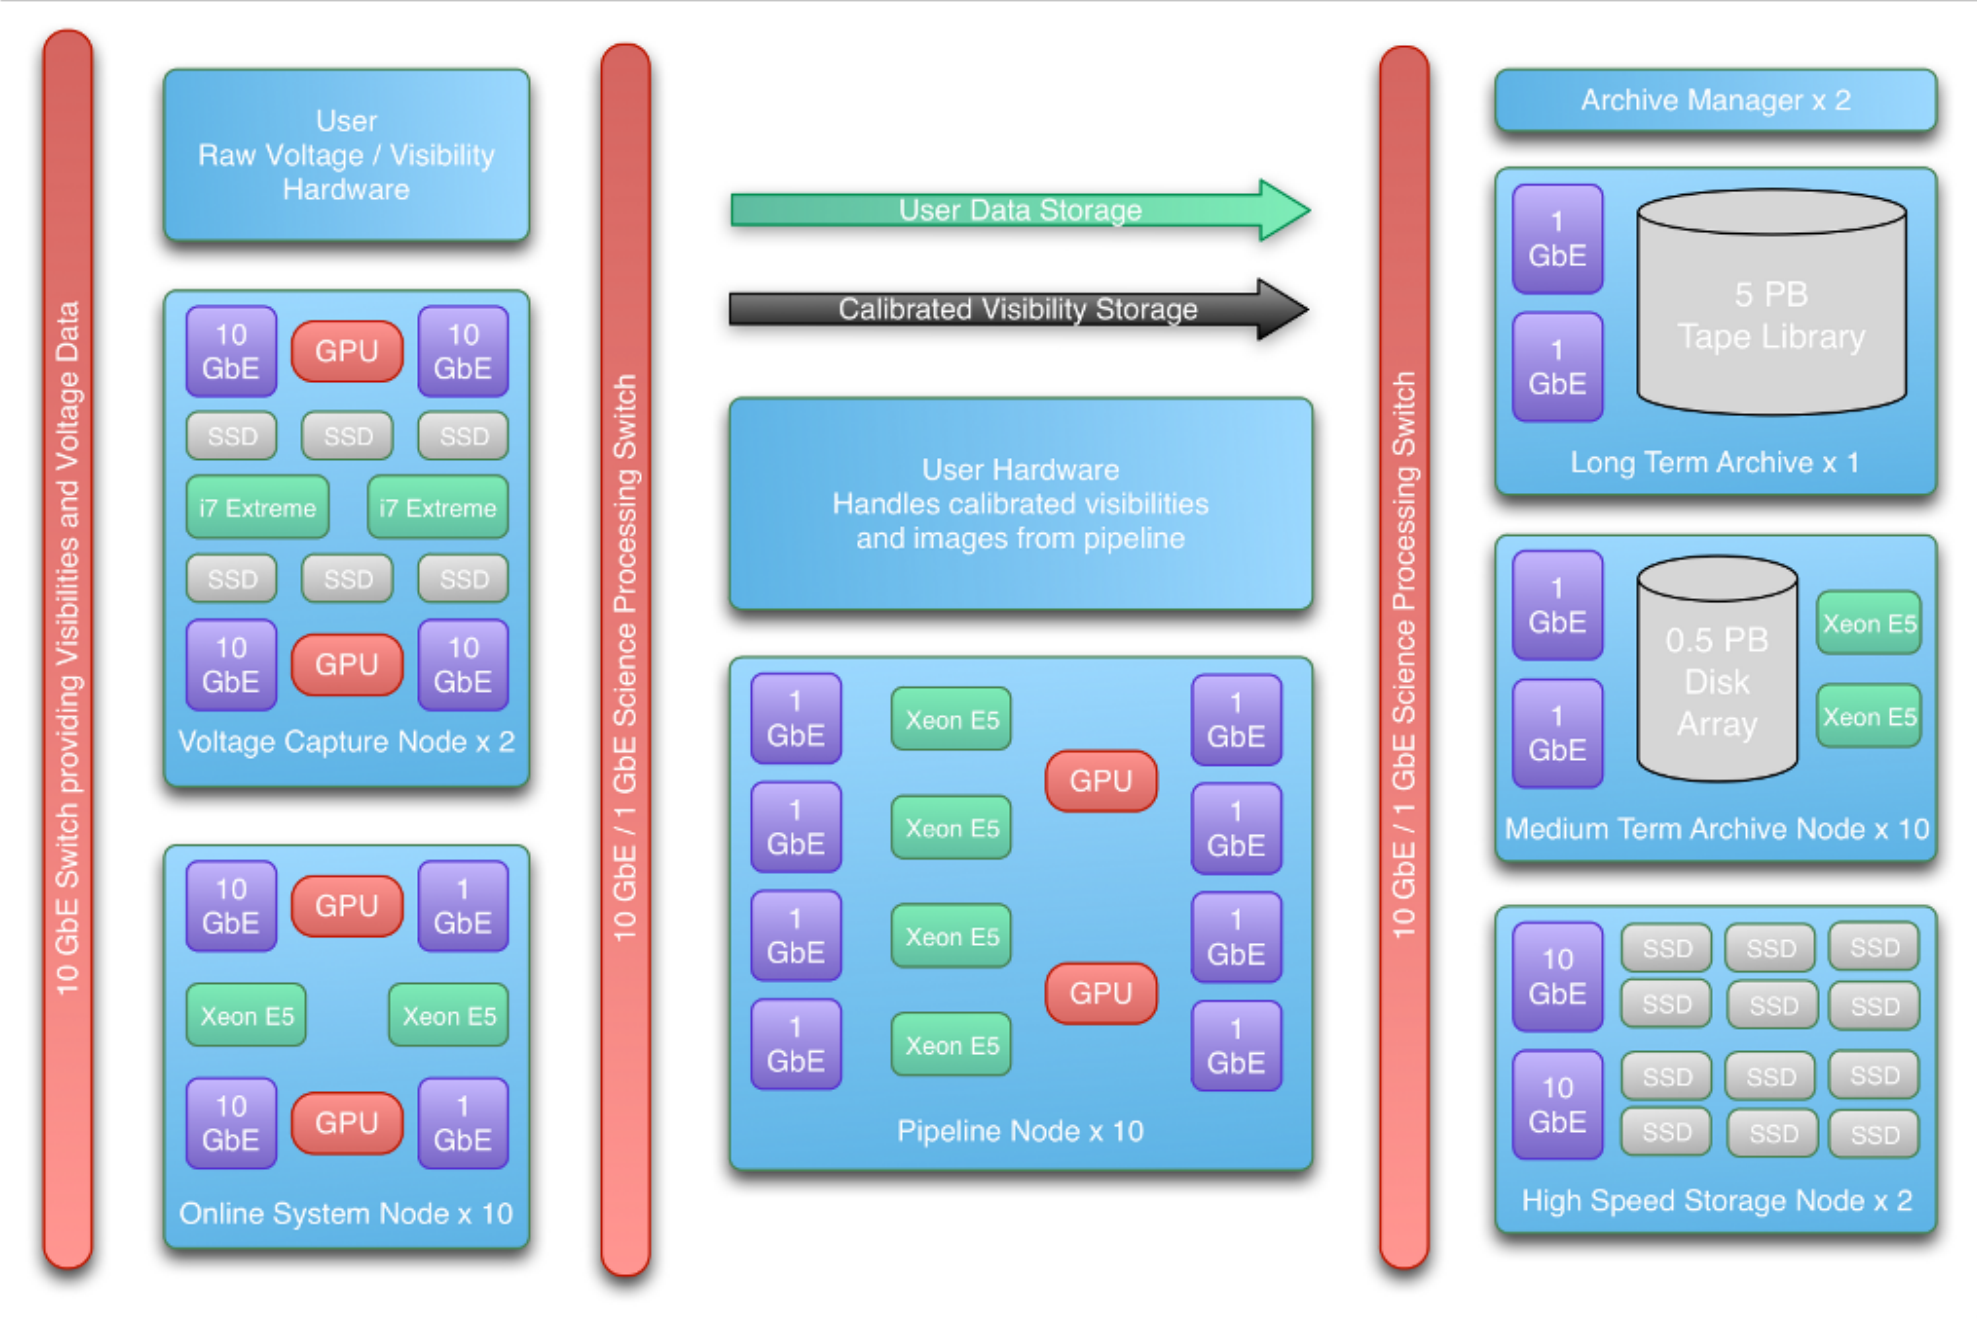 10 GbE Switch providing Visibilities and Voltage Data
User
Raw Voltage / Visibility
Hardware
10
GbE
GPU
10
GbE
SSD
SSD
SSD
i7 Extreme
i7 Extreme
SSD
SSD
SSD
10
GbE
GPU
10
GbE
Voltage Capture Node x 2
10
GbE
GPU
1
GbE
Xeon E5
Xeon E5
10
GbE
GPU
1
GbE
Online System Node x 10
10 GbE / 1 GbE Science Processing Switch
User Data Storage
Calibrated Visibility Storage
User Hardware
Handles calibrated visibilities
and images from pipeline
1
GbE
Xeon E5
1
GbE
GPU
1
GbE
Xeon E5
1
GbE
1
GbE
Xeon E5
1
GbE
GPU
1
GbE
Xeon E5
1
GbE
Pipeline Node x 10
10 GbE / 1 GbE Science Processing Switch
Archive Manager x 2
1
GbE
1
GbE
5 PB
Tape Library
Long Term Archive x 1
1
GbE
1
GbE
0.5 PB
Disk
Array
Xeon E5
Xeon E5
Medium Term Archive Node x 10
10
GbE
SSD
SSD
SSD
SSD
SSD
SSD
10
GbE
SSD
SSD
SSD
SSD
SSD
SSD
High Speed Storage Node x 2